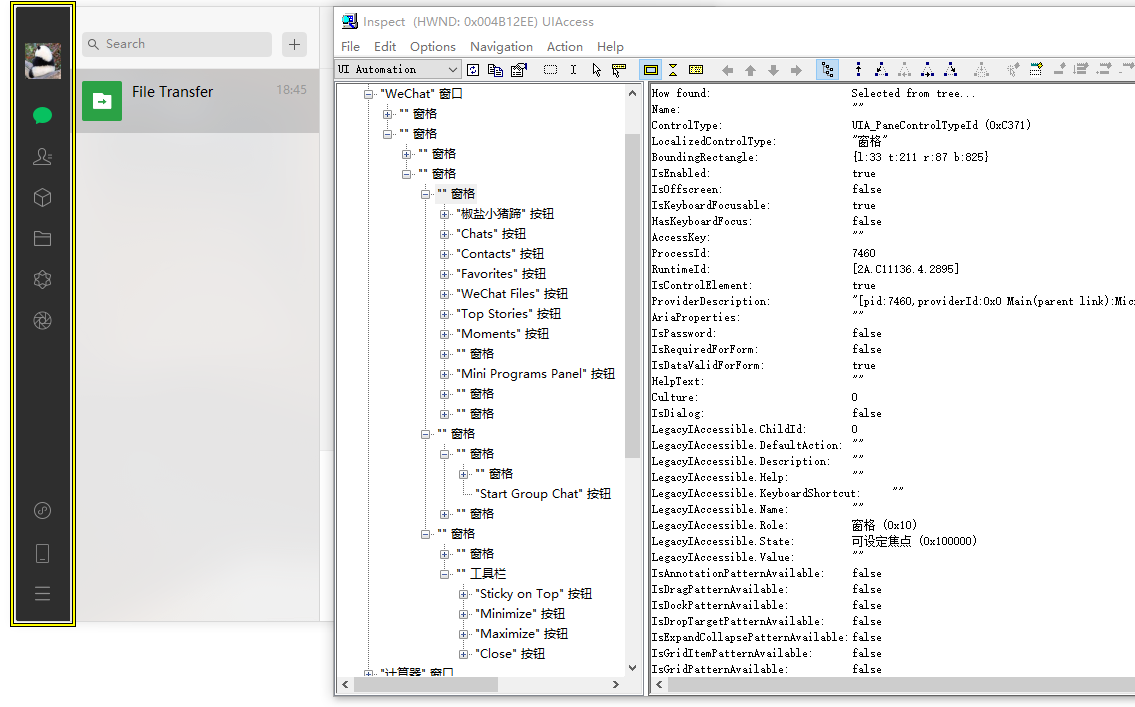 Search
File Transfer
18:45
Inspect (HWND: 0x004B12EE) UIAccess
File Edit Options Navigation Action Help
UI Automation
"WeChat" 窗口
"" 窗格
"" 窗格
"" 窗格
"" 窗格
"" 窗格
"椒盐小猪蹄" 按钮
"Chats" 按钮
"Contacts" 按钮
"Favorites" 按钮
"WeChat Files" 按钮
"Top Stories" 按钮
"Moments" 按钮
"" 窗格
"Mini Programs Panel" 按钮
"" 窗格
"" 窗格
"" 窗格
"" 窗格
"" 窗格
"Start Group Chat" 按钮
"" 窗格
"" 窗格
"" 窗格
"" 工具栏
"Sticky on Top" 按钮
"Minimize" 按钮
"Maximize" 按钮
"Close" 按钮
"计算器" 窗口
How found: Selected from tree...
Name: ""
ControlType: UIA_PaneControlTypeId (0xC371)
LocalizedControlType: "窗格"
BoundingRectangle: {l:33 t:211 r:87 b:825}
IsEnabled: true
IsOffscreen: false
IsKeyboardFocusable: true
HasKeyboardFocus: false
AccessKey: ""
ProcessId: 7460
RuntimeId: [2A.C11136.4.2895]
IsControlElement: true
ProviderDescription: "[pid:7460,providerId:0x0 Main(parent link):Mic
AriaProperties: ""
IsPassword: false
IsRequiredForForm: false
IsDataValidForForm: true
HelpText: ""
Culture: 0
IsDialog: false
LegacyIAccessible.ChildId: 0
LegacyIAccessible.DefaultAction: ""
LegacyIAccessible.Description: ""
LegacyIAccessible.Help: ""
LegacyIAccessible.KeyboardShortcut: ""
LegacyIAccessible.Name: ""
LegacyIAccessible.Role: 窗格 (0x10)
LegacyIAccessible.State: 可设定焦点 (0x100000)
LegacyIAccessible.Value: ""
IsAnnotationPatternAvailable: false
IsDragPatternAvailable: false
IsDockPatternAvailable: false
IsDropTargetPatternAvailable: false
IsExpandCollapsePatternAvailable: false
IsGridItemPatternAvailable: false
IsGridPatternAvailable: false